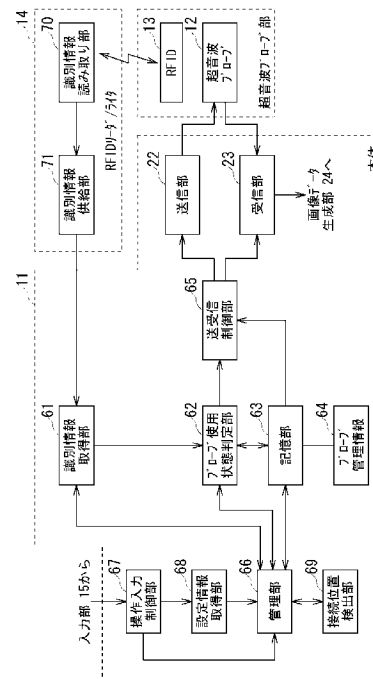 14
70
識別情報
読み取り部
71
識別情報
供給部
RFIDリーダ/ライタ
13
RFID
12
超音波
プローブ
超音波プローブ部
22
送信部
23
受信部
画像データ
生成部 24へ
11
65
送受信
制御部
61
識別情報
取得部
62
プローブ使用
状態判定部
63
記憶部
64
プローブ
管理情報
入力部 15から
67
操作入力
制御部
68
設定情報
取得部
66
管理部
69
接続位置
検出部